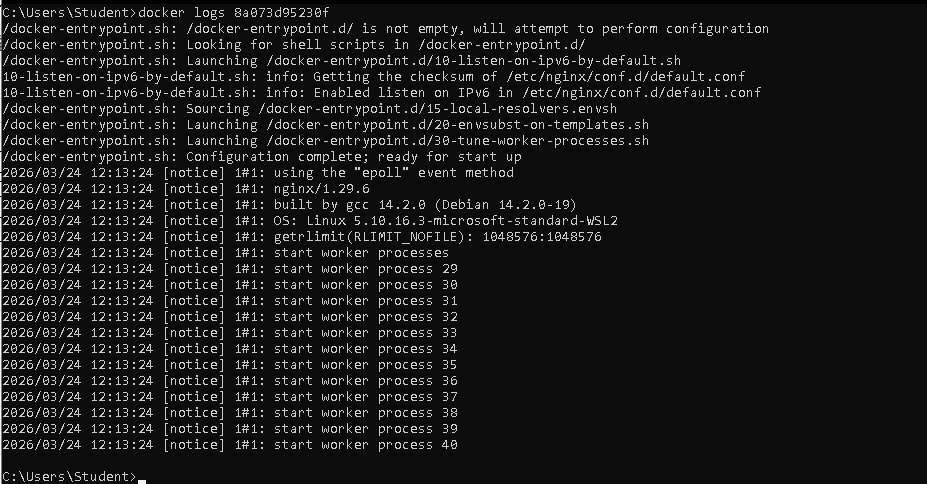 C:\Users\Student>docker logs 8a073d95230f
/docker-entrypoint.sh: /docker-entrypoint.d/ is not empty, will attempt to perform configuration
/docker-entrypoint.sh: Looking for shell scripts in /docker-entrypoint.d/
/docker-entrypoint.sh: Launching /docker-entrypoint.d/10-listen-on-ipv6-by-default.sh
10-listen-on-ipv6-by-default.sh: info: Getting the checksum of /etc/nginx/conf.d/default.conf
10-listen-on-ipv6-by-default.sh: info: Enabled listen on IPv6 in /etc/nginx/conf.d/default.conf
/docker-entrypoint.sh: Sourcing /docker-entrypoint.d/15-local-resolvers.envsh
/docker-entrypoint.sh: Launching /docker-entrypoint.d/20-envsubst-on-templates.sh
/docker-entrypoint.sh: Launching /docker-entrypoint.d/30-tune-worker-processes.sh
/docker-entrypoint.sh: Configuration complete; ready for start up
2026/03/24 12:13:24 [notice] 1#1: using the "epoll" event method
2026/03/24 12:13:24 [notice] 1#1: nginx/1.29.6
2026/03/24 12:13:24 [notice] 1#1: built by gcc 14.2.0 (Debian 14.2.0-19)
2026/03/24 12:13:24 [notice] 1#1: OS: Linux 5.10.16.3-microsoft-standard-WSL2
2026/03/24 12:13:24 [notice] 1#1: getrlimit(RLIMIT_NOFILE): 1048576:1048576
2026/03/24 12:13:24 [notice] 1#1: start worker processes
2026/03/24 12:13:24 [notice] 1#1: start worker process 29
2026/03/24 12:13:24 [notice] 1#1: start worker process 30
2026/03/24 12:13:24 [notice] 1#1: start worker process 31
2026/03/24 12:13:24 [notice] 1#1: start worker process 32
2026/03/24 12:13:24 [notice] 1#1: start worker process 33
2026/03/24 12:13:24 [notice] 1#1: start worker process 34
2026/03/24 12:13:24 [notice] 1#1: start worker process 35
2026/03/24 12:13:24 [notice] 1#1: start worker process 36
2026/03/24 12:13:24 [notice] 1#1: start worker process 37
2026/03/24 12:13:24 [notice] 1#1: start worker process 38
2026/03/24 12:13:24 [notice] 1#1: start worker process 39
2026/03/24 12:13:24 [notice] 1#1: start worker process 40
C:\Users\Student>